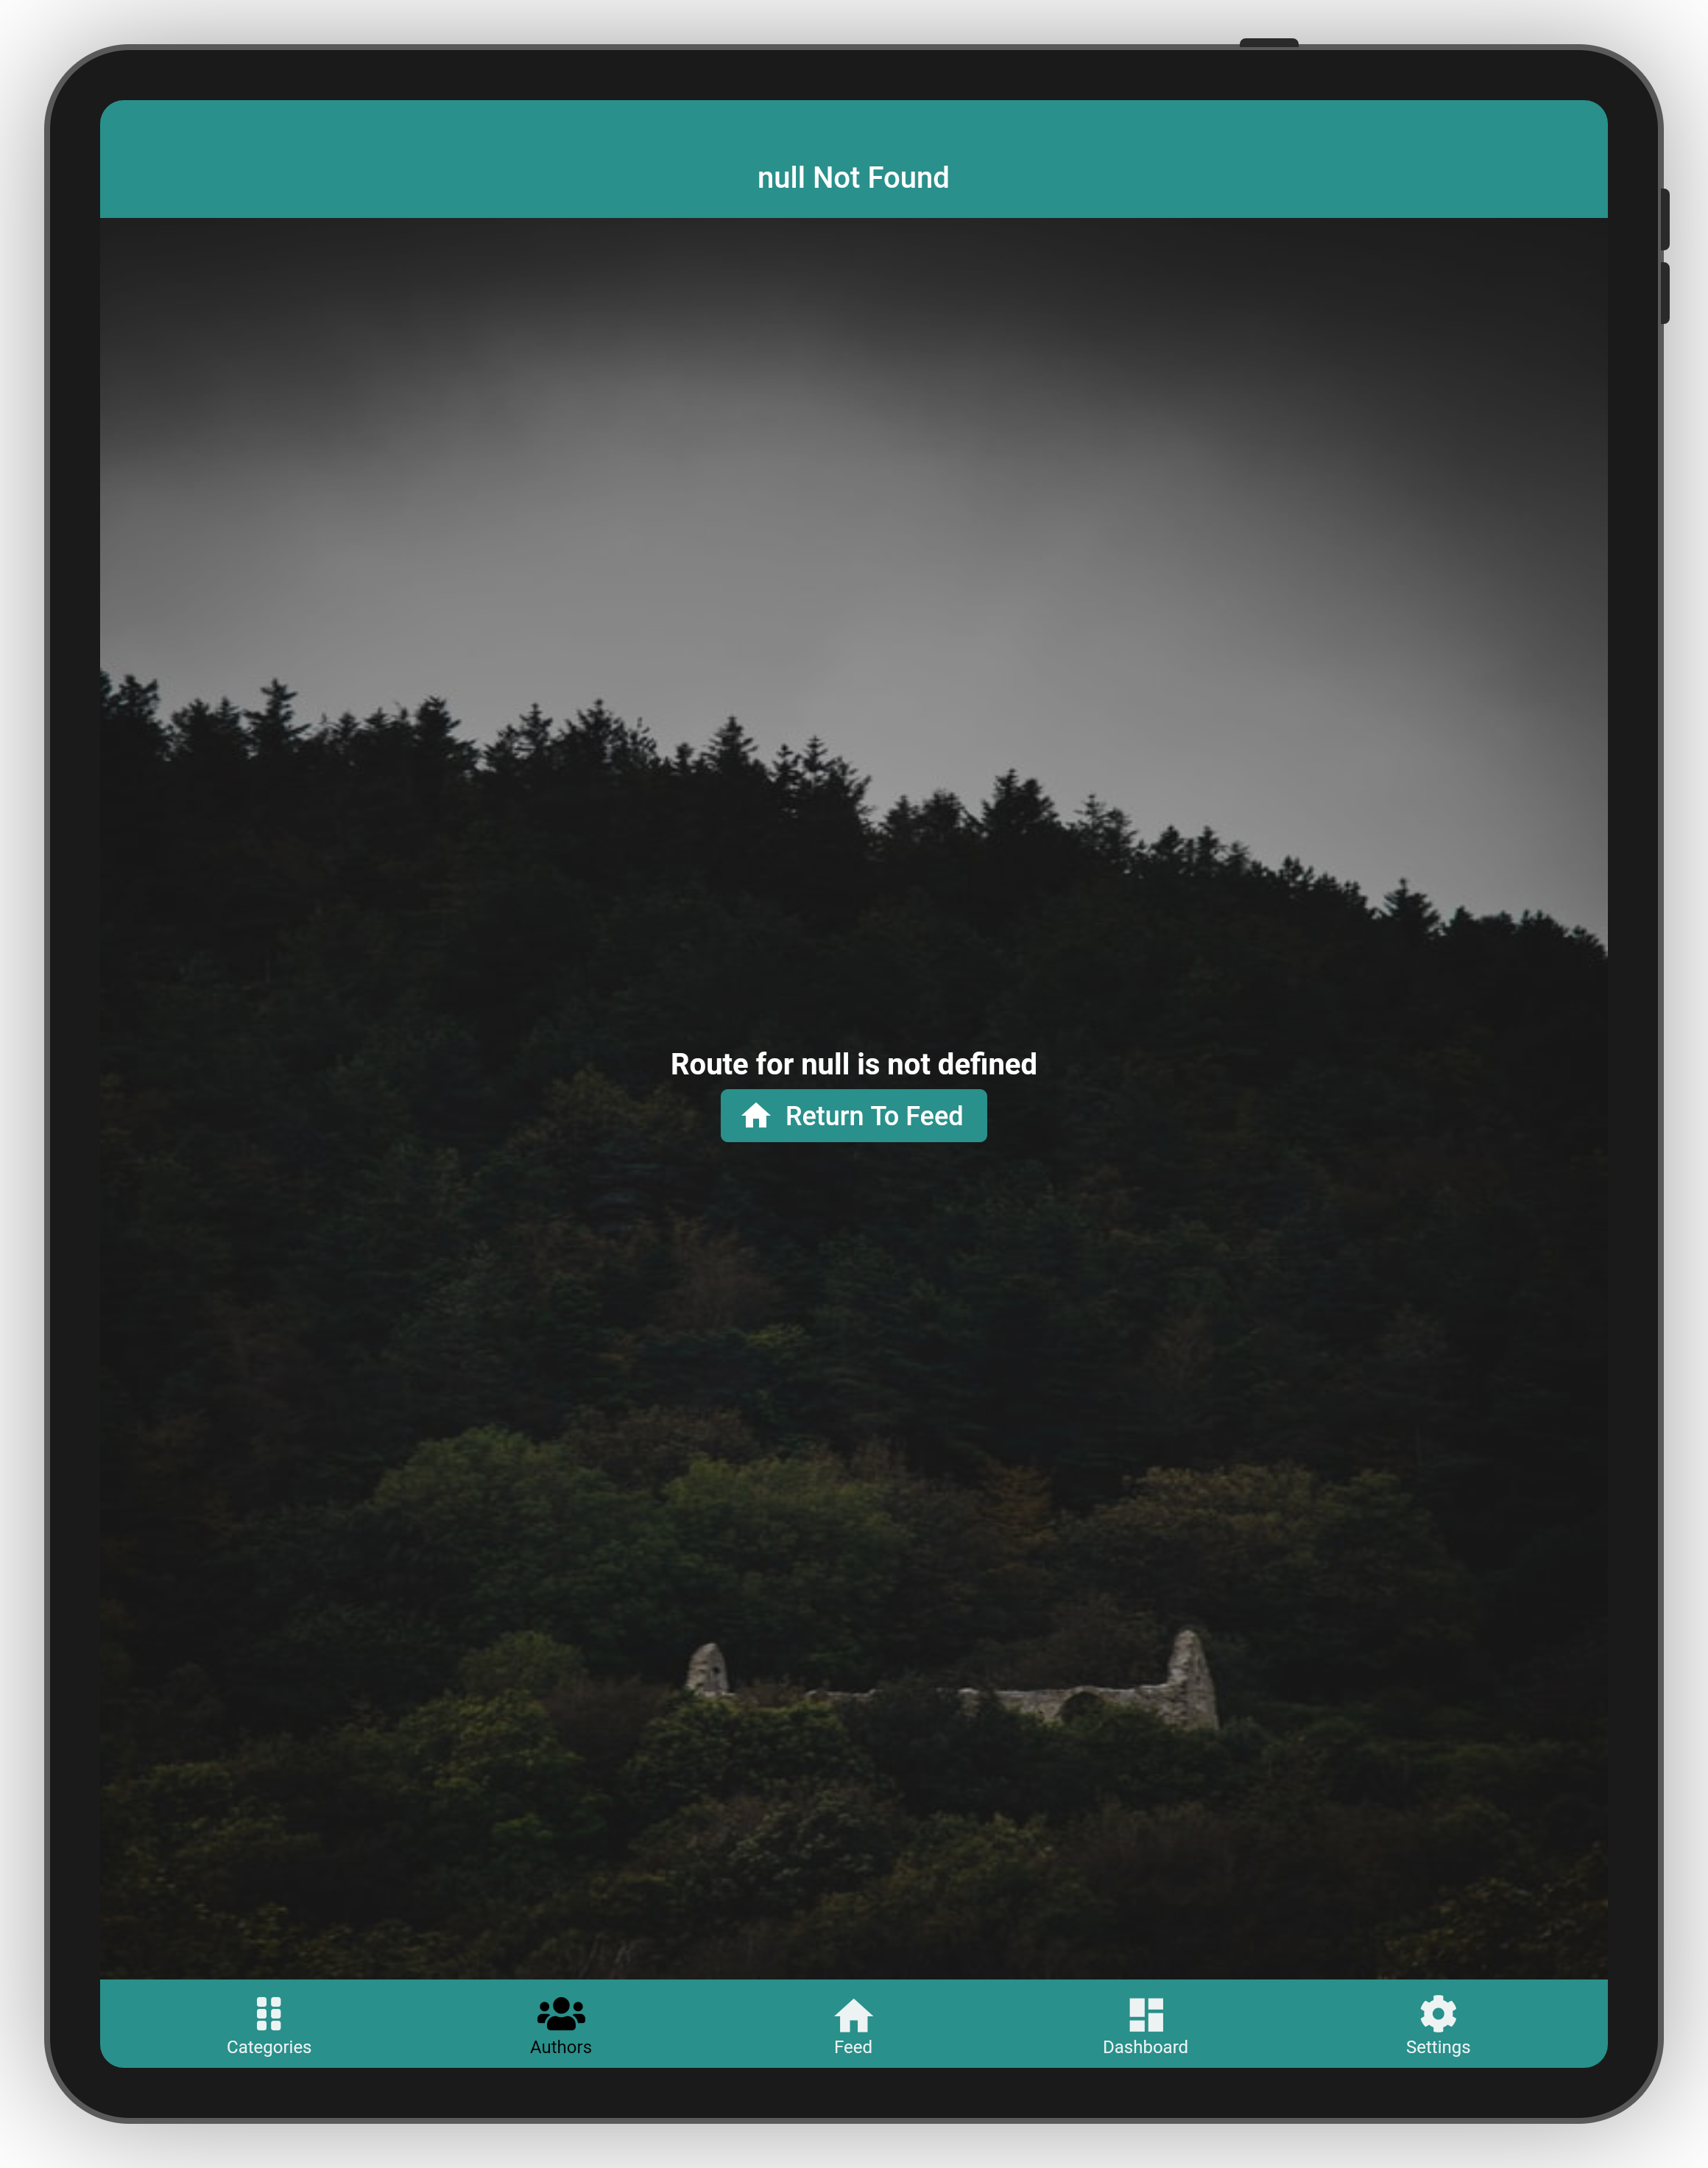 null Not Found
Route for null is not defined
Return To Feed
Categories
Authors
Feed
Dashboard
Settings